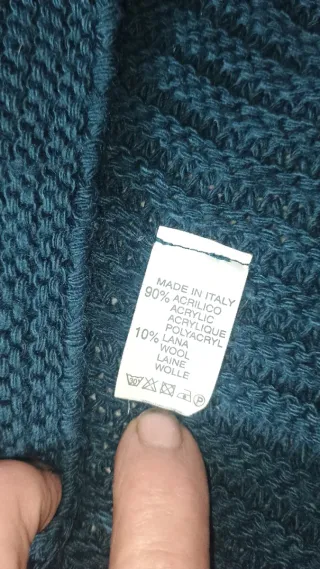 MADE IN ITALY
90% ACRILICO
ACRYLIC
ACRYLIQUE
POLYACRYL
10% LANA
WOOL
LAINE
WOLLE
P